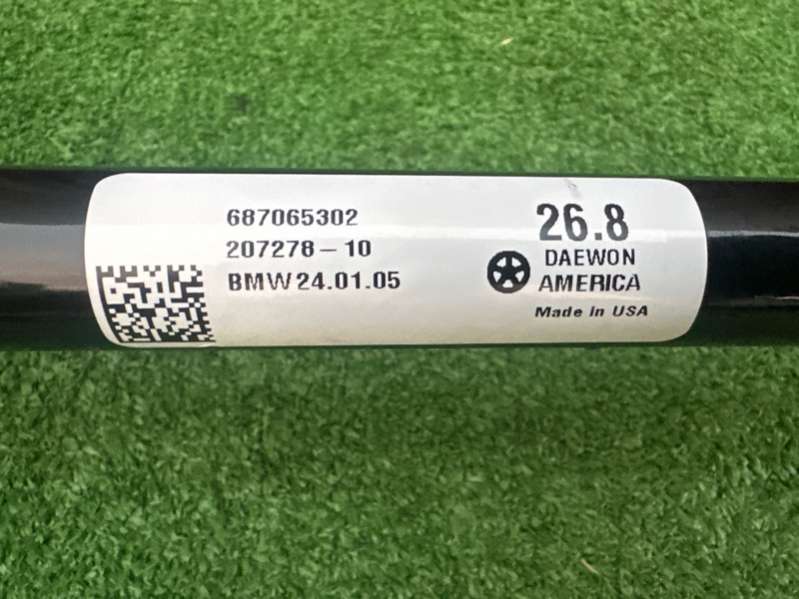 687065302
207278-10
BMW 24.01.05
26.8
DAEWON
AMERICA
Made in USA